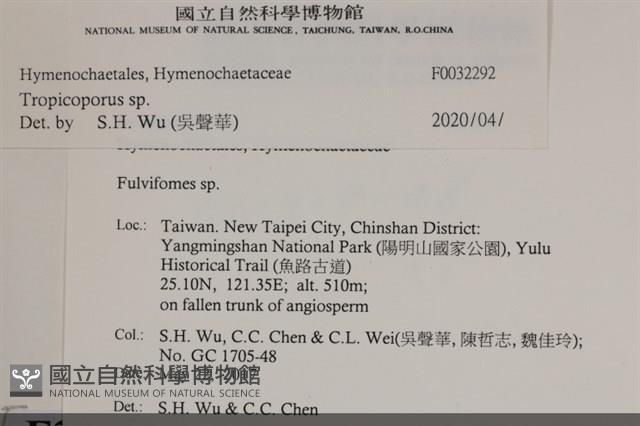 國立自然科學博物館
NATIONAL MUSEUM OF NATURAL SCIENCE, TAICHUNG, TAIWAN, R.O.CHINA
Hymenochaetales, Hymenochaetaceae F0032292
Tropicoporus sp.
Det. by S.H. Wu (吳聲華) 2020/04/
Hymenochaetales, Hymenochaetaceae
Fulvifomes sp.
Loc.: Taiwan. New Taipei City, Chinshan District:
Yangmingshan National Park (陽明山國家公園), Yulu
Historical Trail (魚路古道)
25.10N, 121.35E; alt. 510m;
on fallen trunk of angiosperm
Col.: S.H. Wu, C.C. Chen & C.L. Wei(吳聲華, 陳哲志, 魏佳玲);
No. GC 1705-48
國立自然科學博物館
NATIONAL MUSEUM OF NATURAL SCIENCE
Det.: S.H. Wu & C.C. Chen